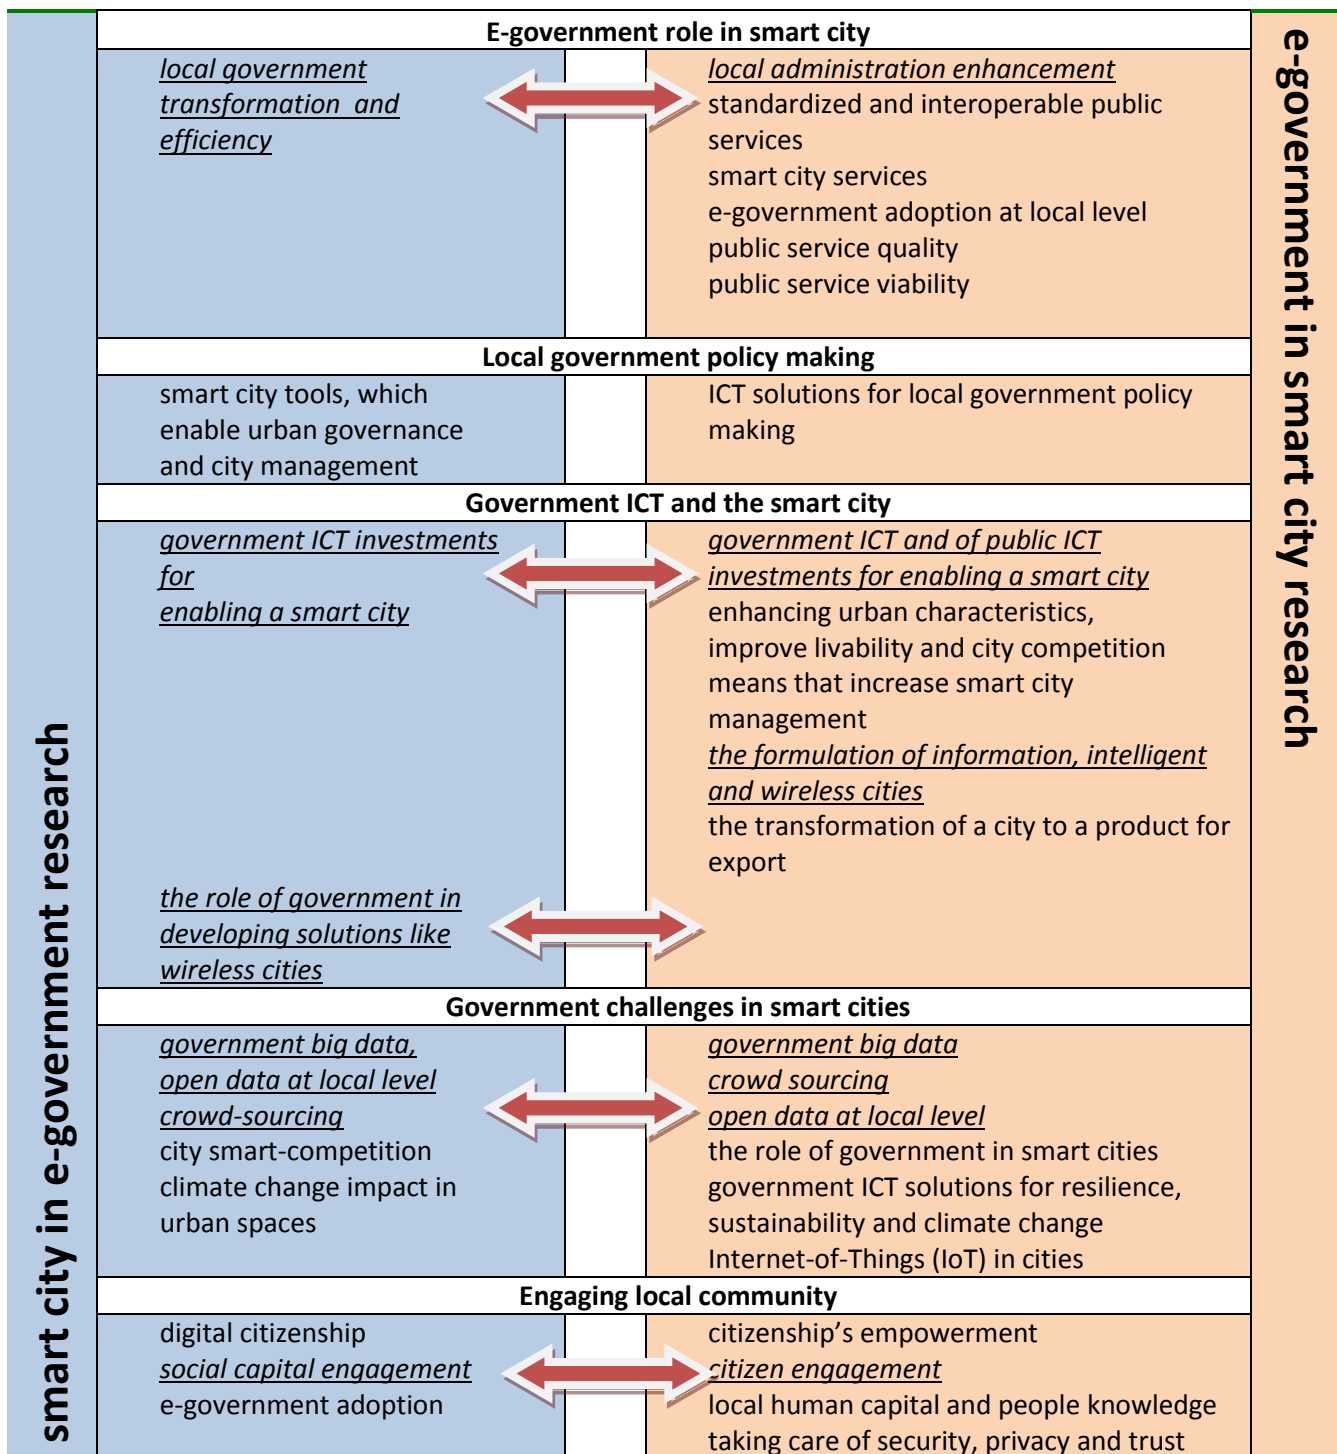 E-government role in smart city
local government
transformation and
efficiency
local administration enhancement
standardized and interoperable public
services
smart city services
e-government adoption at local level
public service quality
public service viability
Local government policy making
smart city tools, which
enable urban governance
and city management
ICT solutions for local government policy
making
Government ICT and the smart city
government ICT investments
for
enabling a smart city
the role of government in
developing solutions like
wireless cities
government ICT and of public ICT
investments for enabling a smart city
enhancing urban characteristics,
improve livability and city competition
means that increase smart city
management
the formulation of information, intelligent
and wireless cities
the transformation of a city to a product for
export
Government challenges in smart cities
government big data,
open data at local level
crowd-sourcing
city smart-competition
climate change impact in
urban spaces
government big data
crowd sourcing
open data at local level
the role of government in smart cities
government ICT solutions for resilience,
sustainability and climate change
Internet-of-Things (IoT) in cities
Engaging local community
digital citizenship
social capital engagement
e-government adoption
citizenship's empowerment
citizen engagement
local human capital and people knowledge
taking care of security, privacy and trust
smart city in e-government research
e-government in smart city research